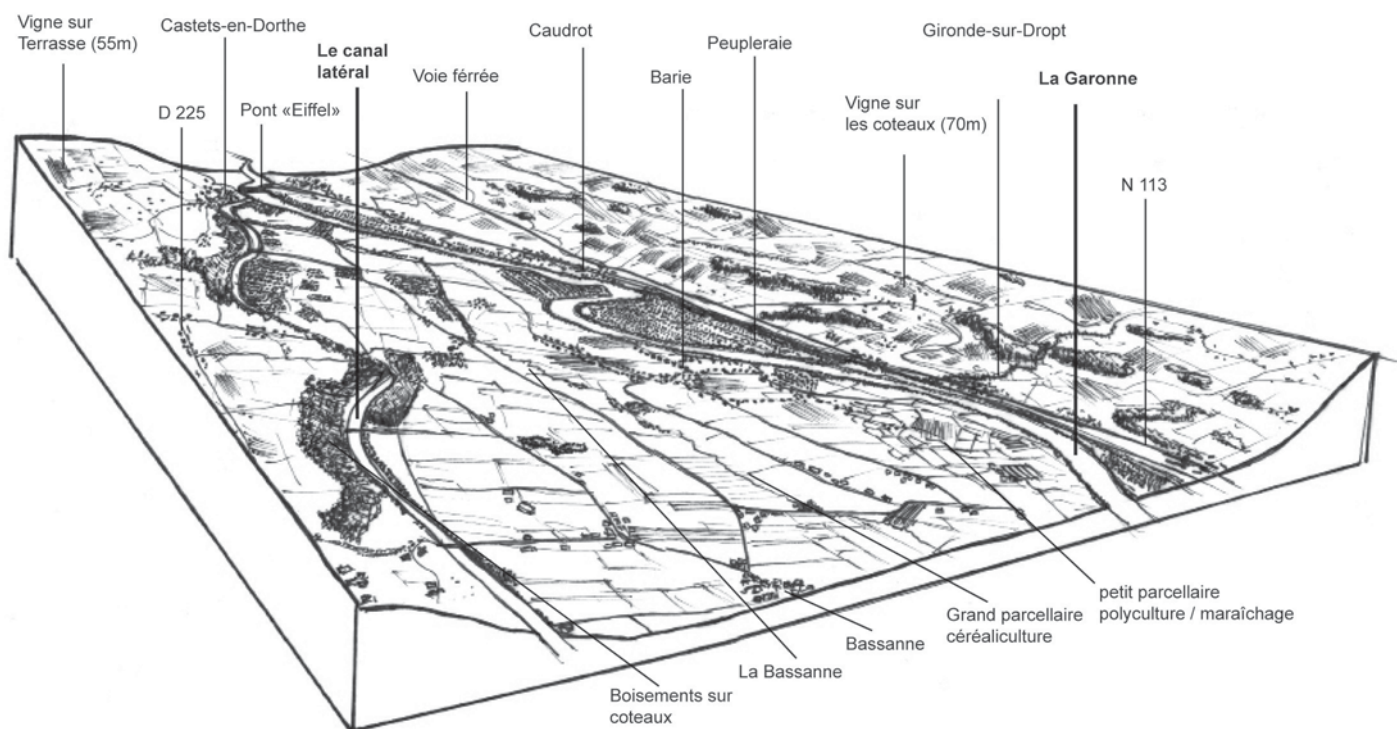 Vigne sur
Terrasse (55m)
Castets-en-Dorthe
Le canal
latéral
D 225
Pont «Eiffel»
Voie férrée
Caudrot
Barie
Peupleraie
Vigne sur
les coteaux (70m)
Gironde-sur-Dropt
La Garonne
N 113
petit parcellaire
polyculture / maraîchage
Grand parcellaire
céréaliculture
Bassanne
La Bassanne
Boisements sur
coteaux